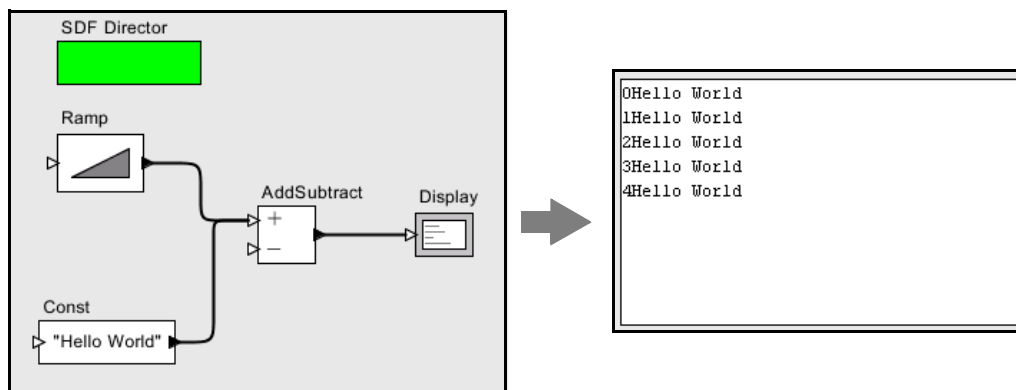 SDF Director
Ramp
AddSubtract
Display
+
−
Const
"Hello World"
0Hello World
1Hello World
2Hello World
3Hello World
4Hello World